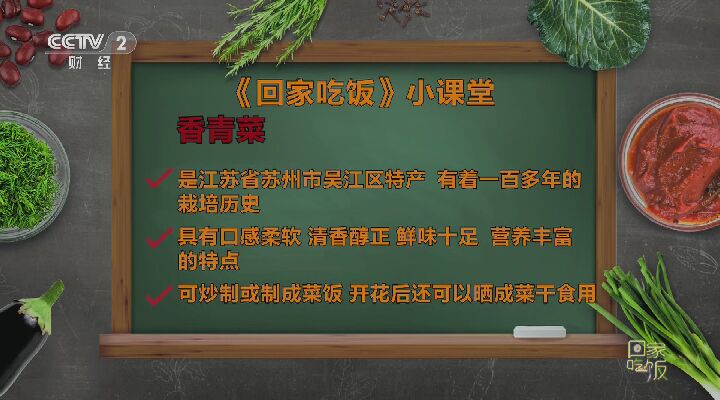 CCTV 2
财经
《回家吃饭》小课堂
香青菜
是江苏省苏州市吴江区特产 有着一百多年的
栽培历史
具有口感柔软 清香醇正 鲜味十足 营养丰富
的特点
可炒制或制成菜饭 开花后还可以晒成菜干食用
回家
吃饭